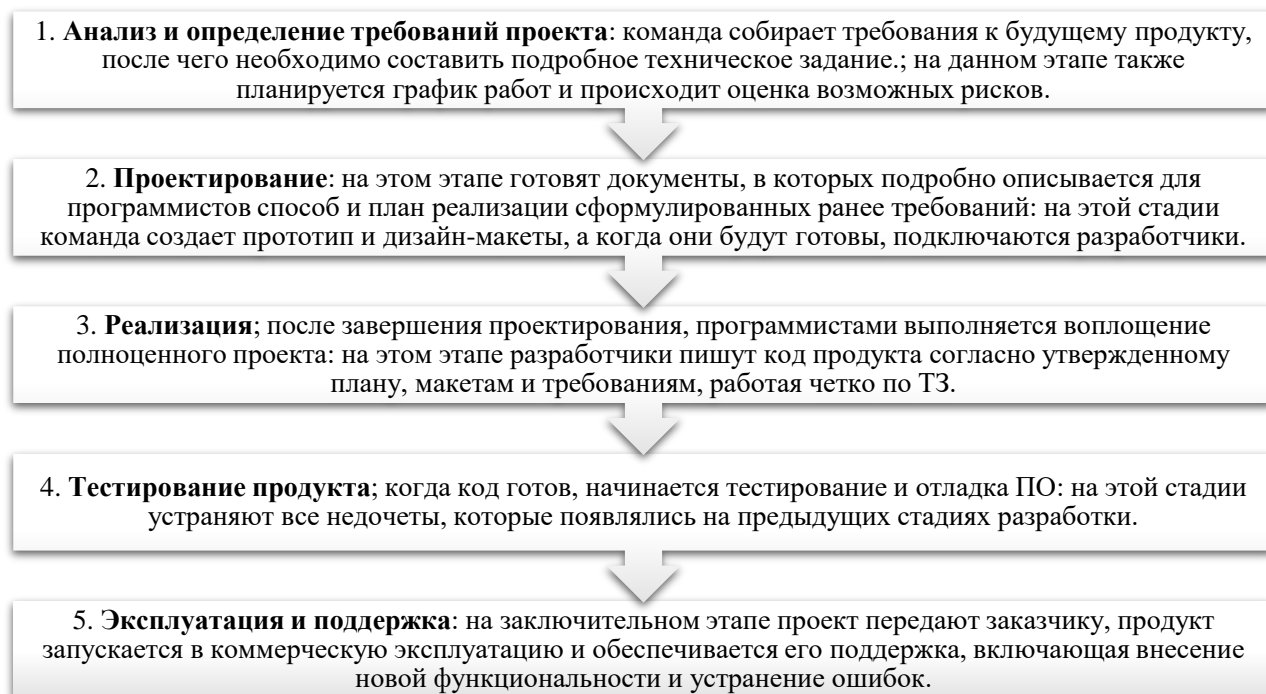 1. Анализ и определение требований проекта: команда собирает требования к будущему продукту,
после чего необходимо составить подробное техническое задание.; на данном этапе также
планируется график работ и происходит оценка возможных рисков.
2. Проектирование: на этом этапе готовят документы, в которых подробно описывается для
программистов способ и план реализации сформулированных ранее требований: на этой стадии
команда создает прототип и дизайн-макеты, а когда они будут готовы, подключаются разработчики.
3. Реализация; после завершения проектирования, программистами выполняется воплощение
полноценного проекта: на этом этапе разработчики пишут код продукта согласно утвержденному
плану, макетам и требованиям, работая четко по ТЗ.
4. Тестирование продукта; когда код готов, начинается тестирование и отладка ПО: на этой стадии
устраняют все недочеты, которые появлялись на предыдущих стадиях разработки.
5. Эксплуатация и поддержка: на заключительном этапе проект передают заказчику, продукт
запускается в коммерческую эксплуатацию и обеспечивается его поддержка, включающая внесение
новой функциональности и устранение ошибок.